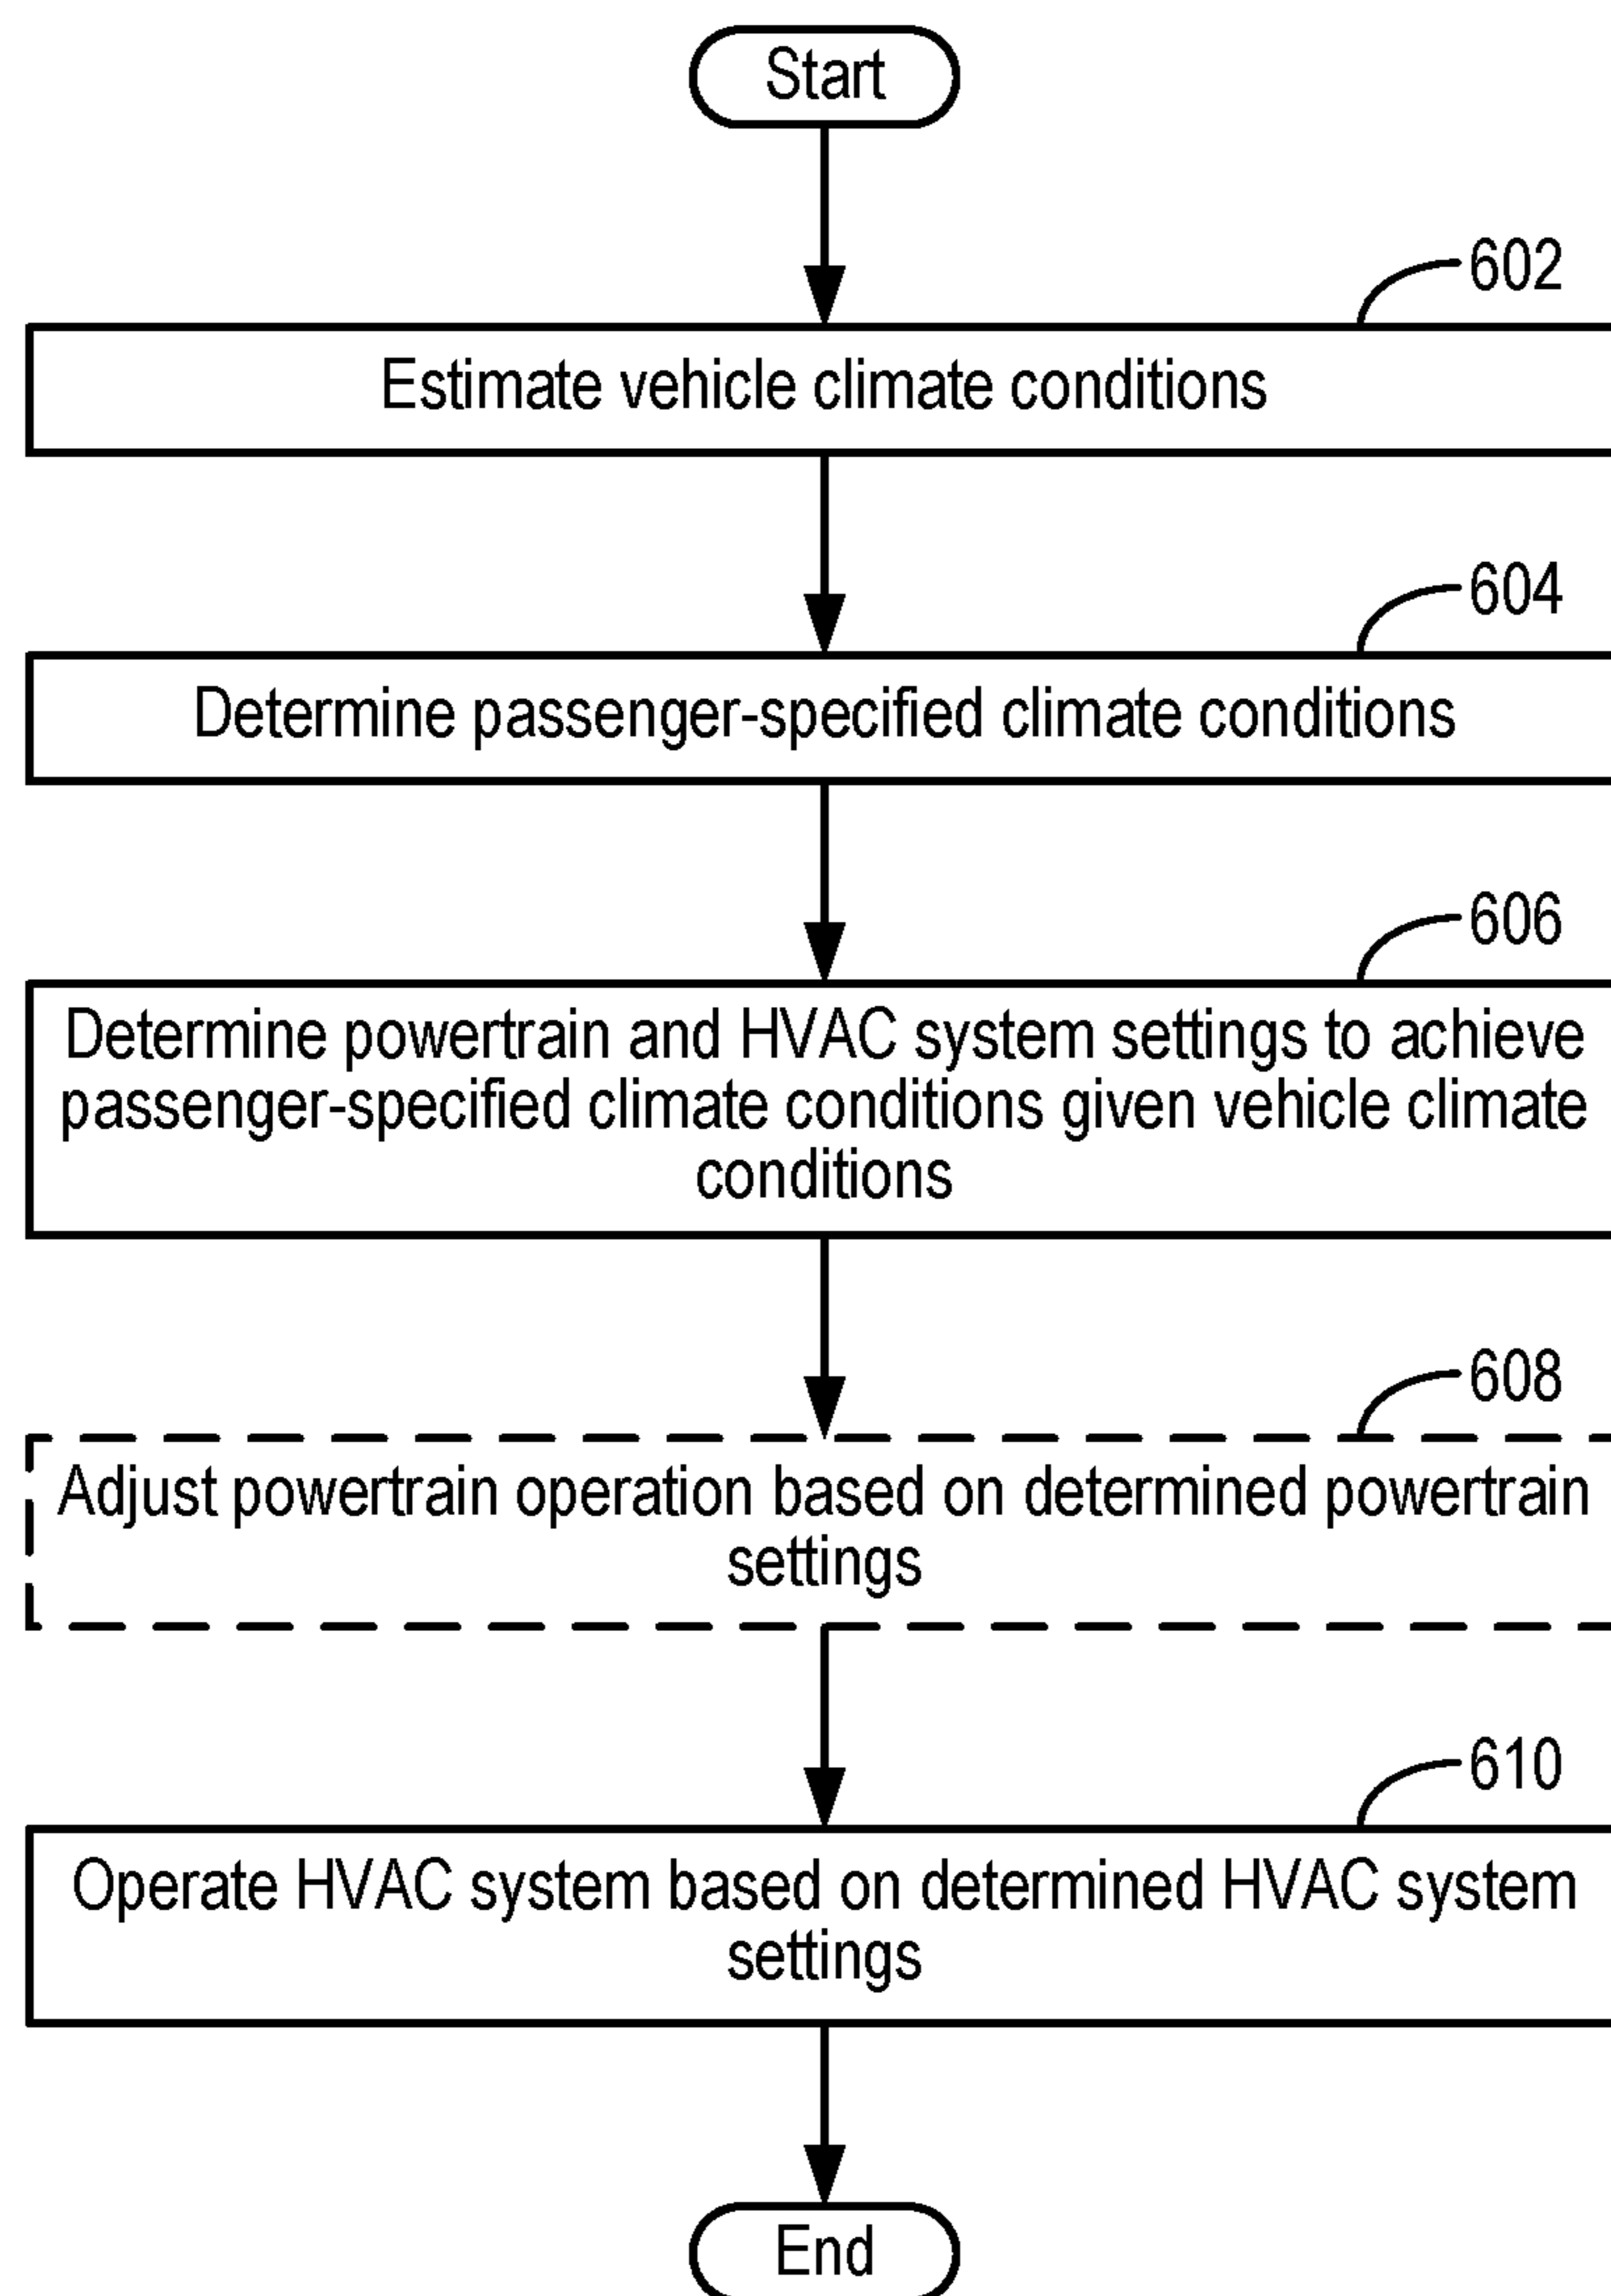 Start
602
Estimate vehicle climate conditions
604
Determine passenger-specified climate conditions
606
Determine powertrain and HVAC system settings to achieve
passenger-specified climate conditions given vehicle climate
conditions
608
Adjust powertrain operation based on determined powertrain
settings
610
Operate HVAC system based on determined HVAC system
settings
End